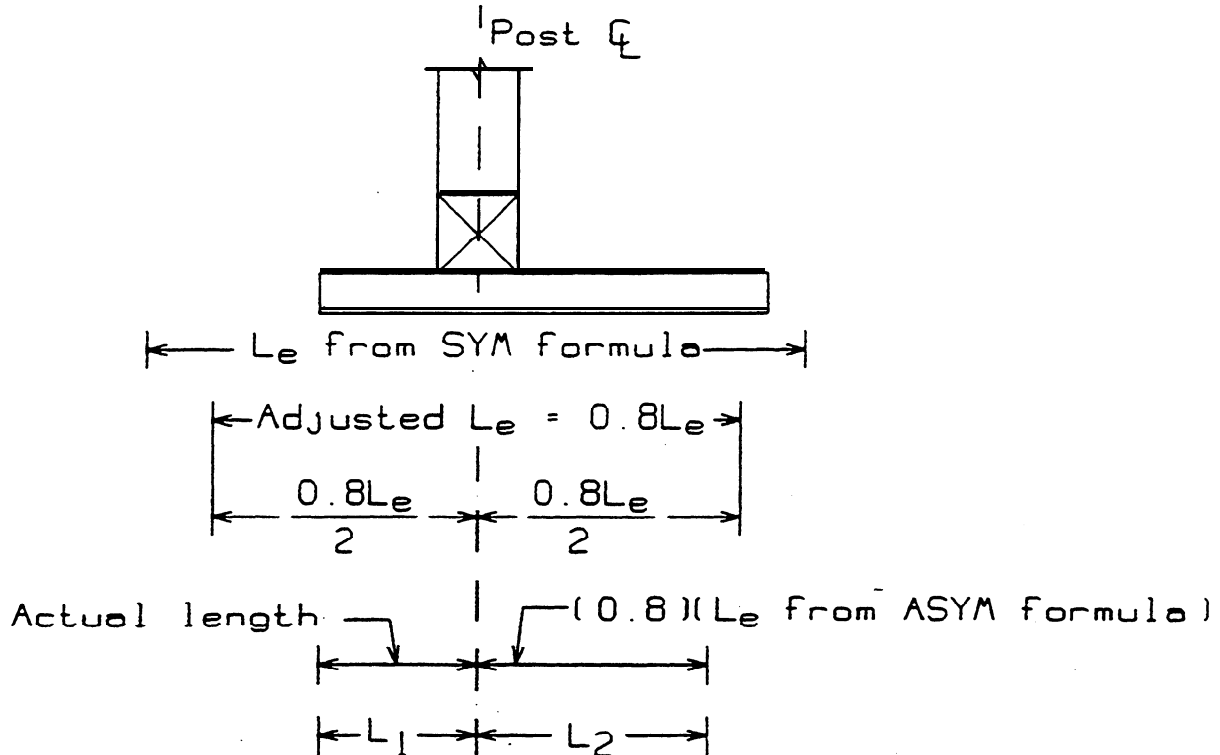 Post ℄
Le from SYM formula
Adjusted Le = 0.8Le
0.8Le 0.8Le
2 2
Actual length (0.8)(Le from ASYM formula)
L1 L2